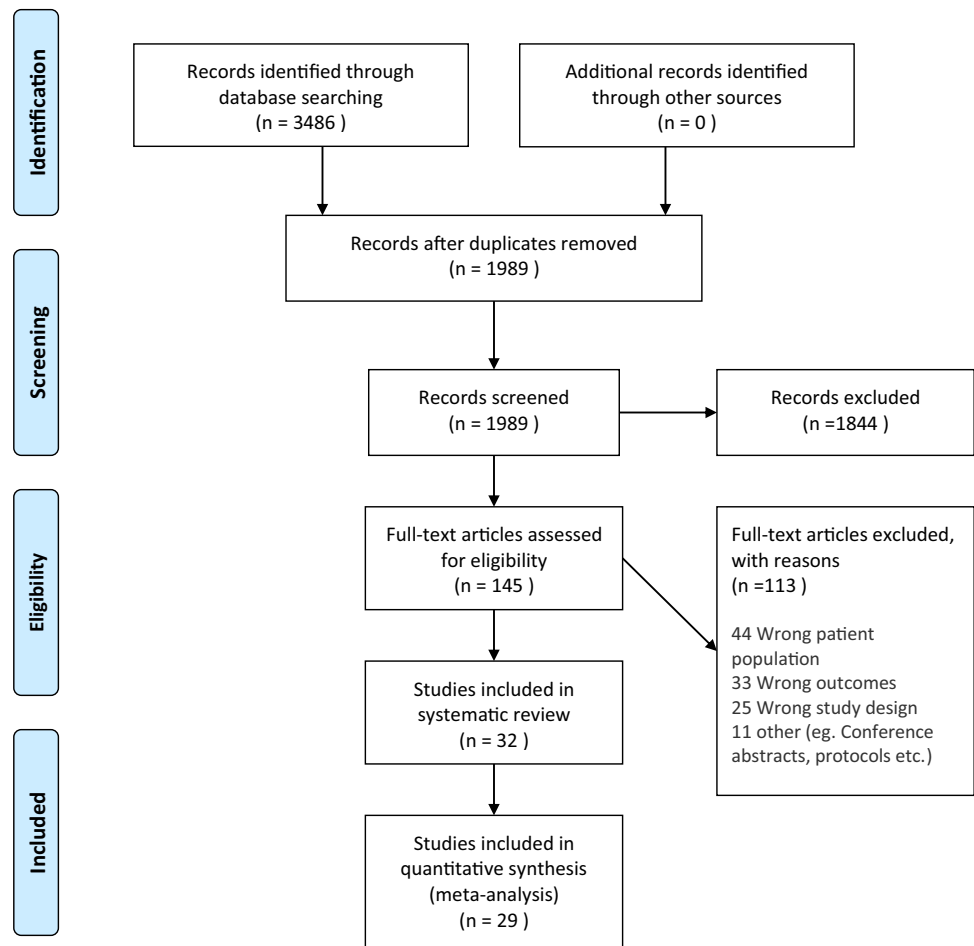 Identification
Records identified through
database searching
(n = 3486 )
Additional records identified
through other sources
(n = 0 )
Records after duplicates removed
(n = 1989 )
Screening
Records screened
(n = 1989 )
Records excluded
(n =1844 )
Eligibility
Full-text articles assessed
for eligibility
(n = 145 )
Full-text articles excluded,
with reasons
(n =113 )
44 Wrong patient
population
33 Wrong outcomes
25 Wrong study design
11 other (eg. Conference
abstracts, protocols etc.)
Studies included in
systematic review
(n = 32 )
Included
Studies included in
quantitative synthesis
(meta-analysis)
(n = 29 )